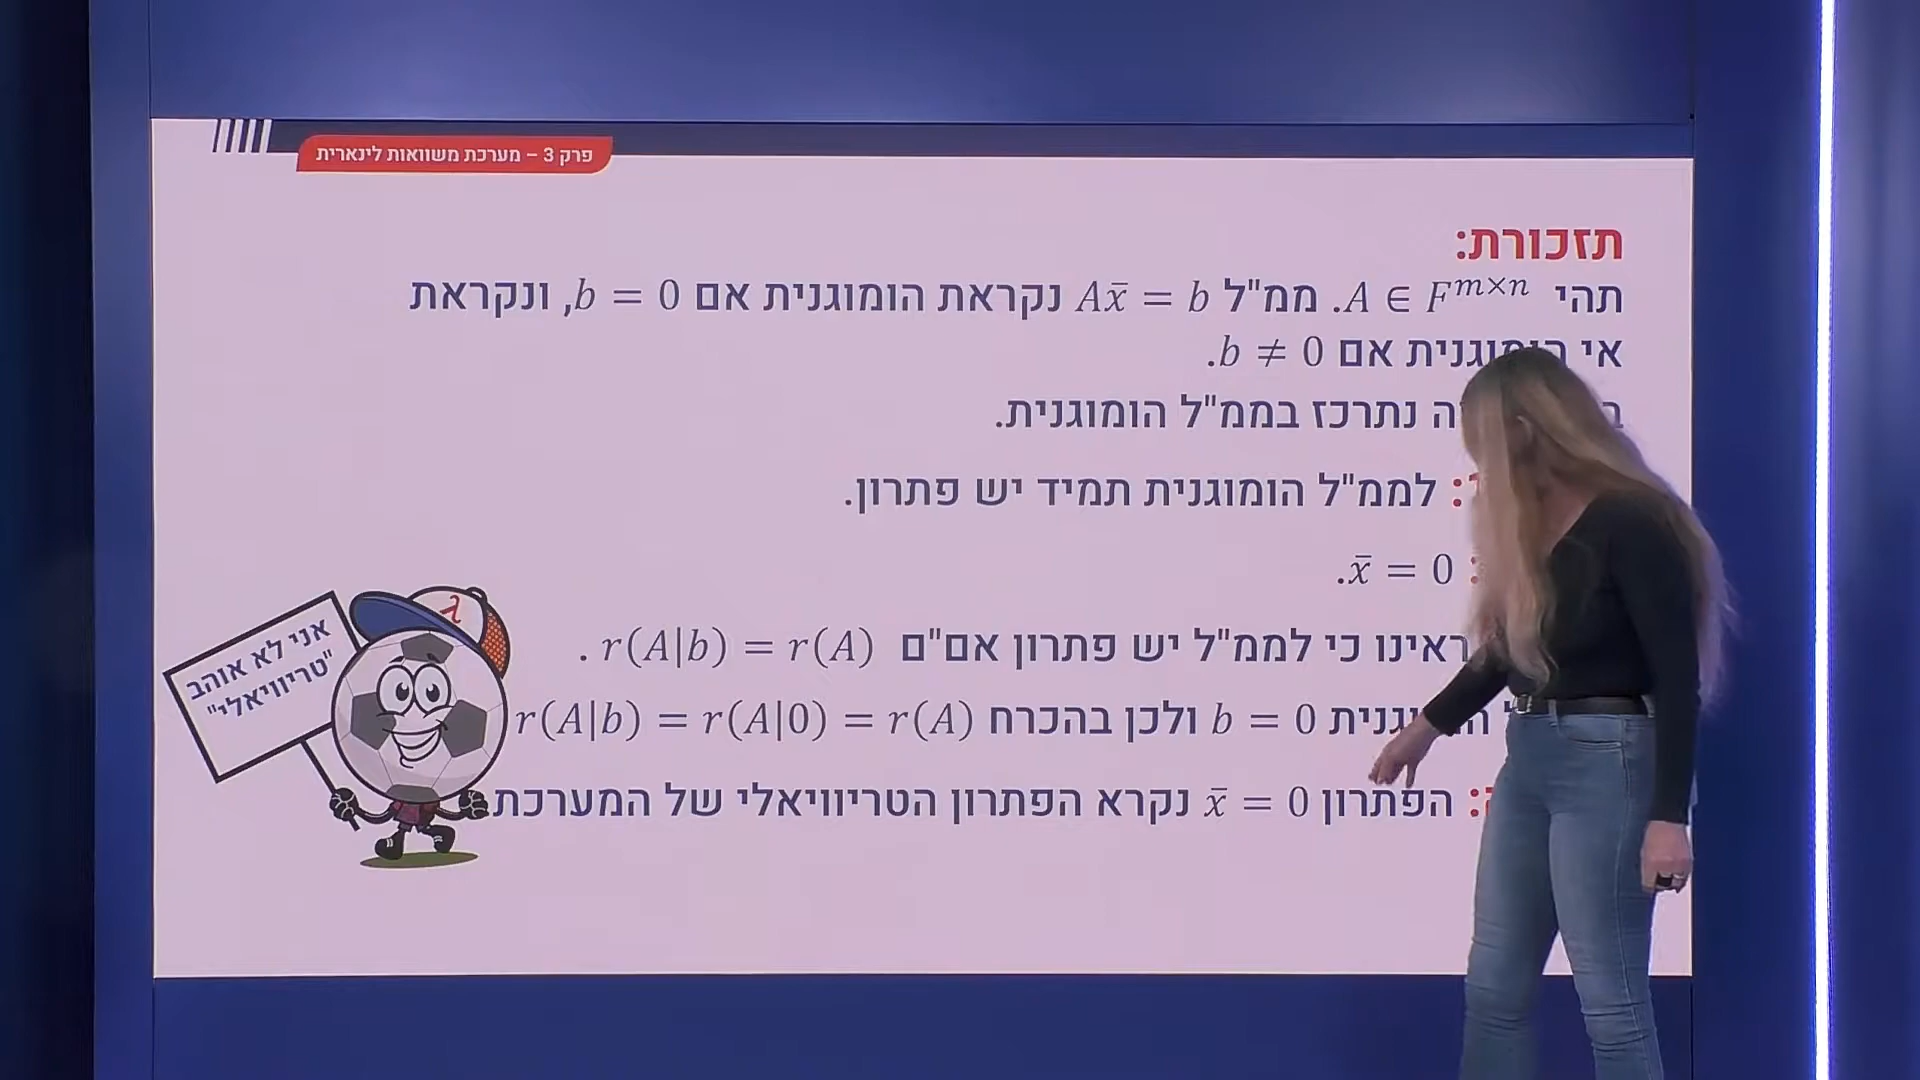 פרק 3 – מערכת משוואות לינארית
תזכורת:
תהי A ∈ F^{m×n}. ממ"ל Ax̄ = b נקראת הומוגנית אם b = 0, ונקראת
אי הומוגנית אם b ≠ 0.
נתרכז בממ"ל הומוגנית.
: לממ"ל הומוגנית תמיד יש פתרון.
: x̄ = 0.
ראינו כי לממ"ל יש פתרון אם"ם r(A|b) = r(A) .
b = 0 ולכן בהכרח r(A|b) = r(A|0) = r(A)
: הפתרון x̄ = 0 נקרא הפתרון הטריוויאלי של המערכת.
λ
אני לא אוהב
"טריוויאלי"